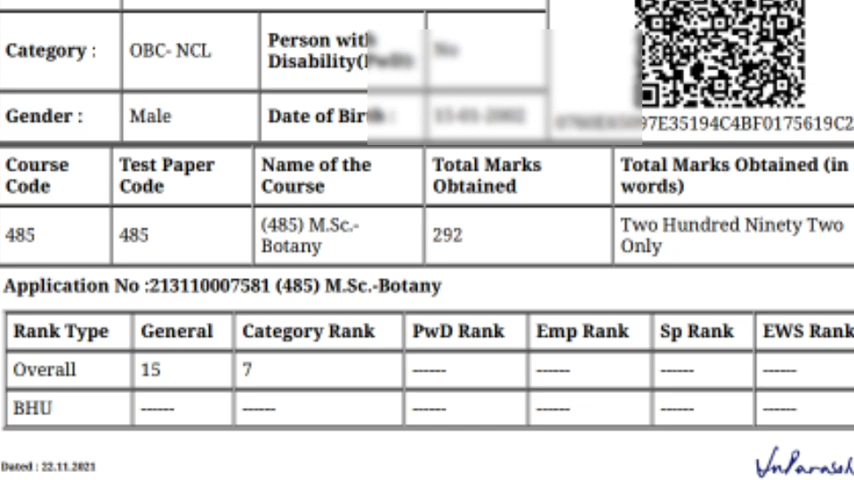 Category : OBC- NCL Person with
Disability(
Gender : Male Date of Birth
97E35194C4BF0175619C2
Course Code Test Paper Code Name of the Course Total Marks Obtained Total Marks Obtained (in words)
485 485 (485) M.Sc.-Botany 292 Two Hundred Ninety Two Only
Application No :213110007581 (485) M.Sc.-Botany
Rank Type General Category Rank PwD Rank Emp Rank Sp Rank EWS Rank
Overall 15 7 ------ ------ ------ ------
BHU ------ ------ ------ ------ ------ ------
Dated : 22.11.2021